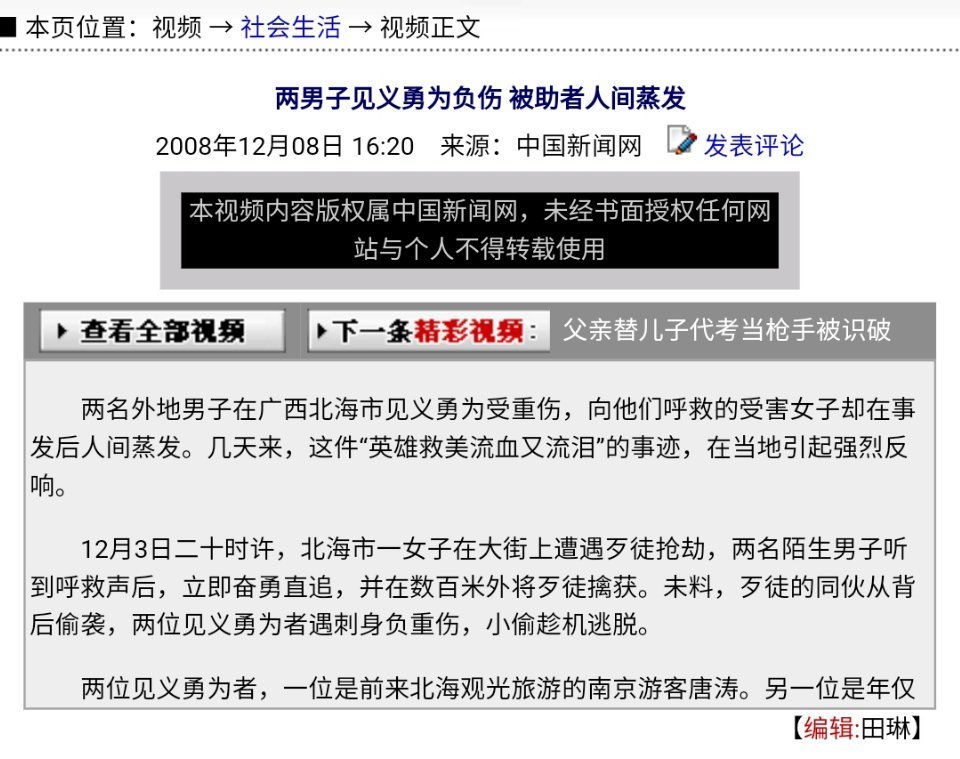 ■ 本页位置：视频 → 社会生活 → 视频正文
两男子见义勇为负伤 被助者人间蒸发
2008年12月08日 16:20 来源：中国新闻网 发表评论
本视频内容版权属中国新闻网，未经书面授权任何网
站与个人不得转载使用
查看全部视频 下一条精彩视频： 父亲替儿子代考当枪手被识破
两名外地男子在广西北海市见义勇为受重伤，向他们呼救的受害女子却在事
发后人间蒸发。几天来，这件“英雄救美流血又流泪”的事迹，在当地引起强烈反
响。
12月3日二十时许，北海市一女子在大街上遭遇歹徒抢劫，两名陌生男子听
到呼救声后，立即奋勇直追，并在数百米外将歹徒擒获。未料，歹徒的同伙从背
后偷袭，两位见义勇为者遇刺身负重伤，小偷趁机逃脱。
两位见义勇为者，一位是前来北海观光旅游的南京游客唐涛。另一位是年仅
【编辑:田琳】